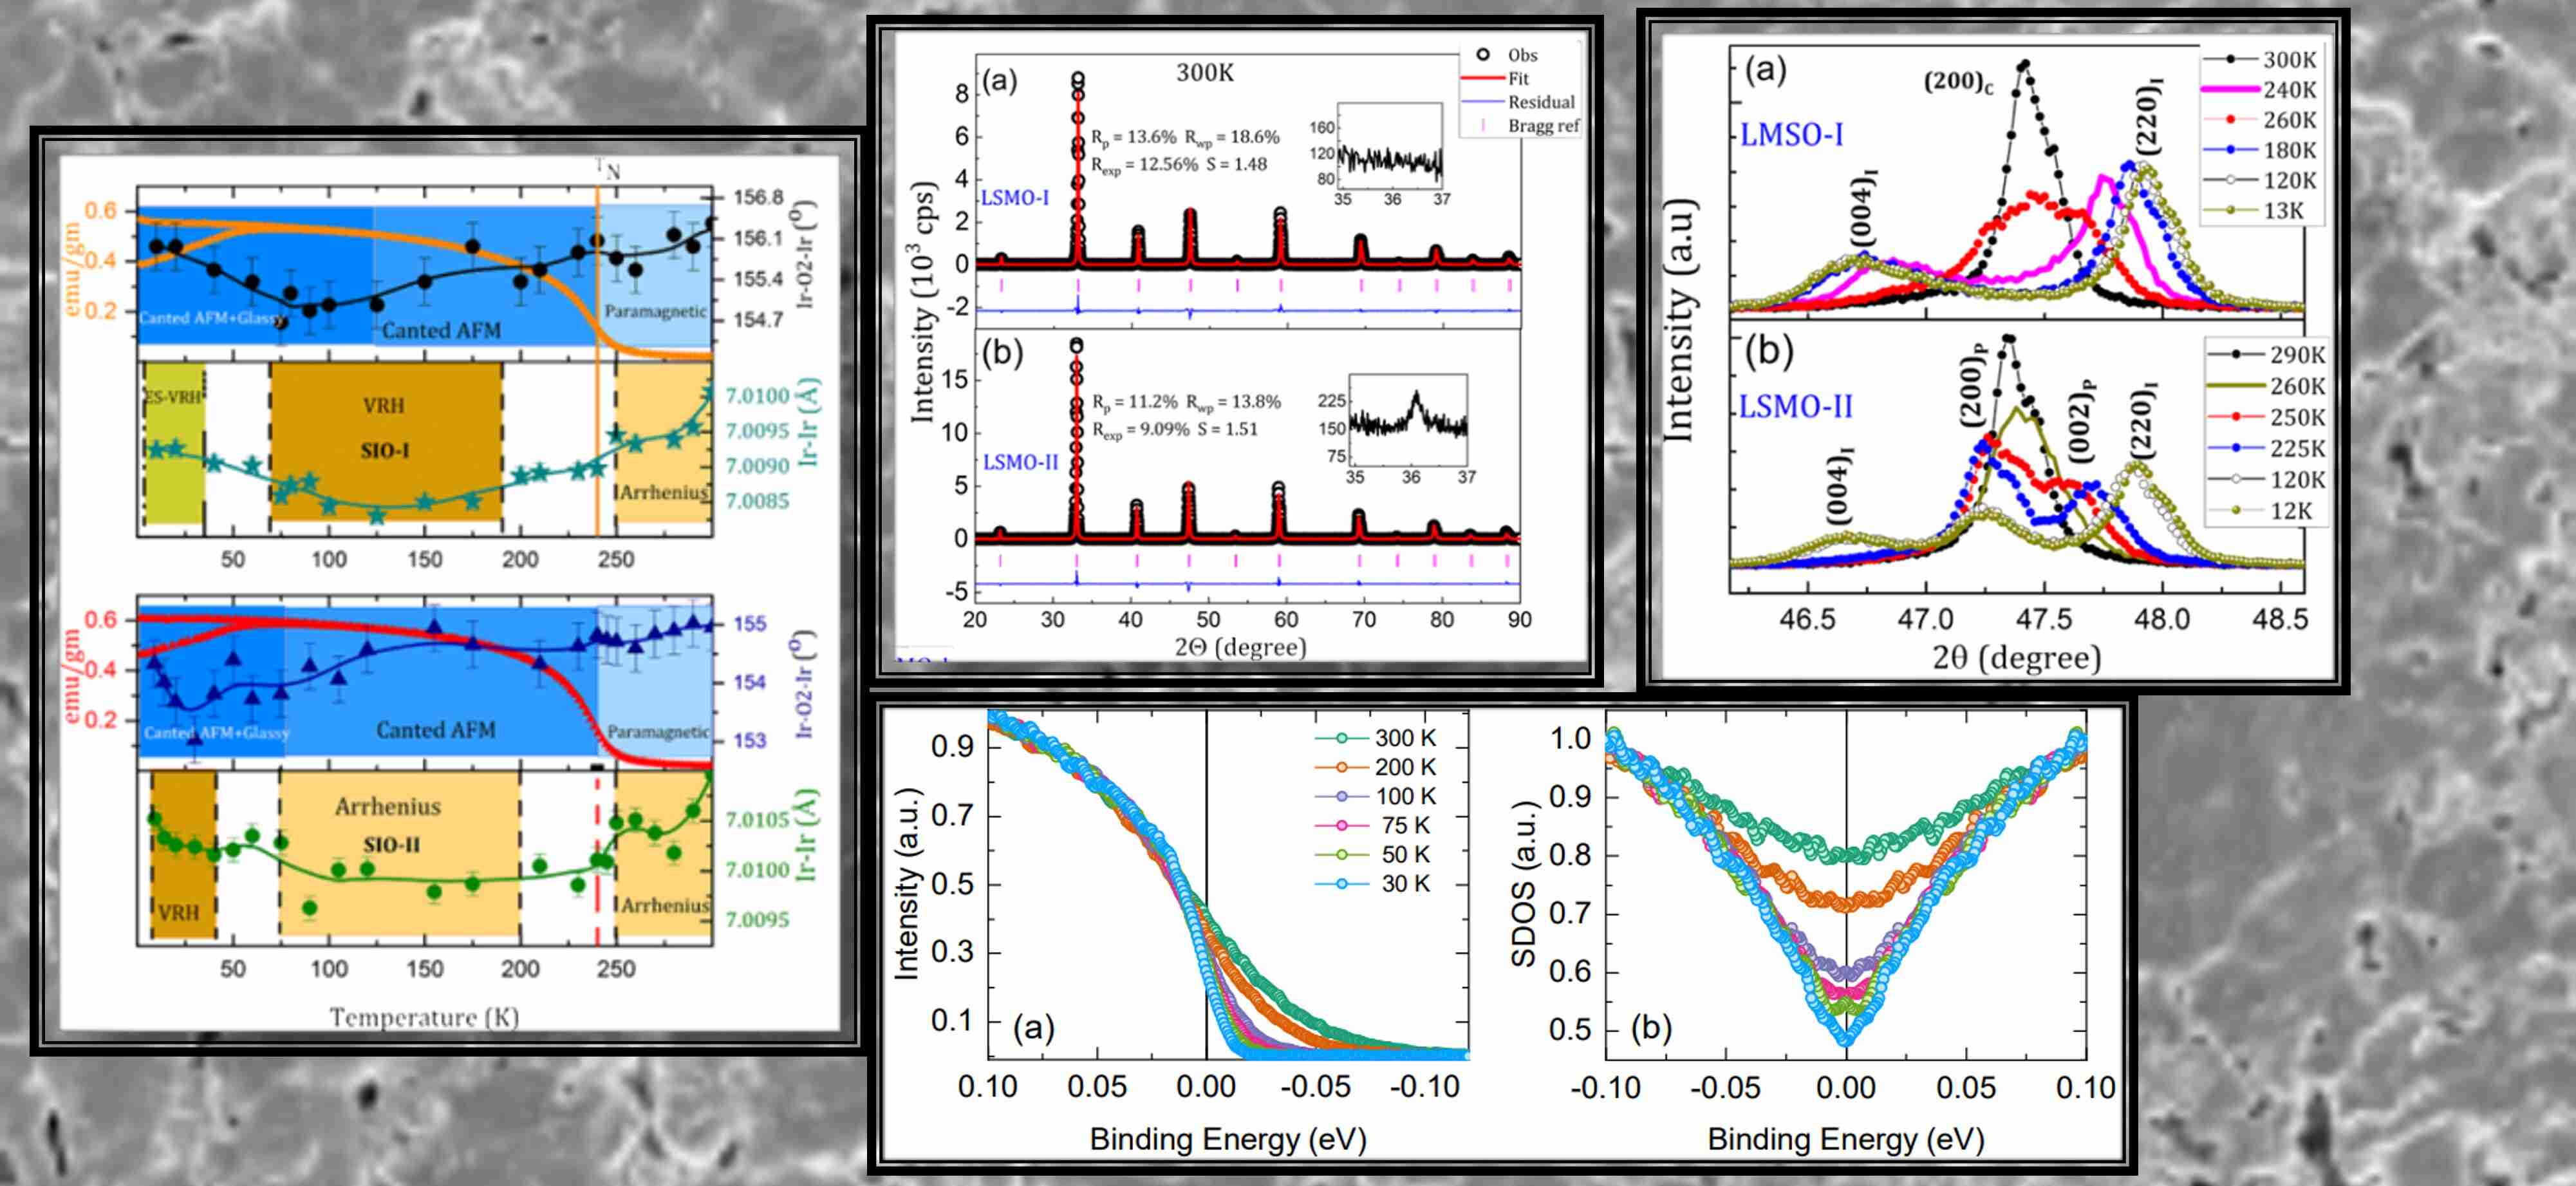 T_N
0.6
0.4
0.2
emu/gm
156.8
156.1
155.4
154.7
Ir-O2-Ir (⁰)
Canted AFM+Glassy
Canted AFM
Paramagnetic
ES-VRH
VRH
SIO-I
Arrhenius
7.0100
7.0095
7.0090
7.0085
Ir-Ir (Å)
50 100 150 200 250
0.6
0.4
0.2
emu/gm
155
154
153
Ir-O2-Ir (⁰)
Canted AFM+Glassy
Canted AFM
Paramagnetic
Arrhenius
SIO-II
VRH
Arrhenius
7.0105
7.0100
7.0095
Ir-Ir (Å)
50 100 150 200 250
Temperature (K)
(a)
300K
Obs
Fit
Residual
Bragg ref
8
6
4
2
0
-2
R_p = 13.6% R_wp = 18.6%
R_exp = 12.56% S = 1.48
LSMO-I
160
120
80
35 36 37
Intensity (10³ cps)
(b)
15
10
5
0
-5
R_p = 11.2% R_wp = 13.8%
R_exp = 9.09% S = 1.51
LSMO-II
225
150
75
35 36 37
20 30 40 50 60 70 80 90
2Θ (degree)
(a)
LMSO-I
(200)_C
(004)_I
(220)_I
300K
240K
260K
180K
120K
13K
Intensity (a.u)
(b)
LSMO-II
(004)_I
(200)_P
(002)_P
(220)_I
290K
260K
250K
225K
120K
12K
46.5 47.0 47.5 48.0 48.5
2θ (degree)
0.9
0.7
0.5
0.3
0.1
Intensity (a.u.)
300 K
200 K
100 K
75 K
50 K
30 K
(a)
0.10 0.05 0.00 -0.05 -0.10
Binding Energy (eV)
1.0
0.9
0.8
0.7
0.6
0.5
SDOS (a.u.)
(b)
-0.10 -0.05 0.00 0.05 0.10
Binding Energy (eV)